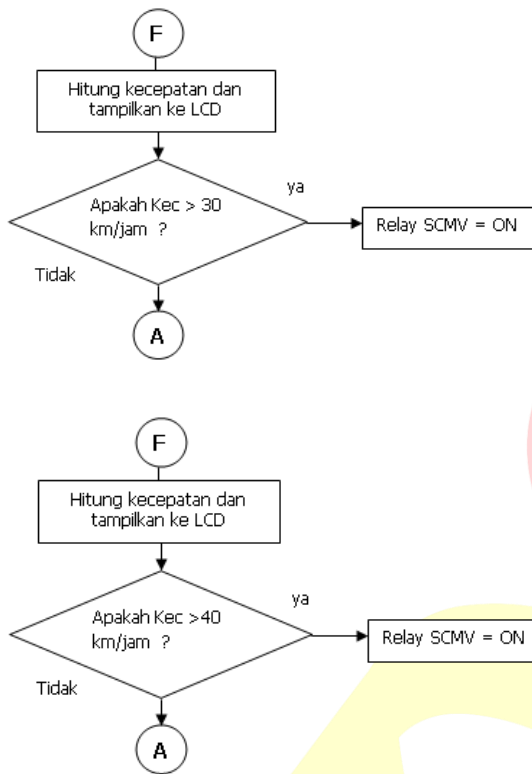 F
Hitung kecepatan dan
tampilkan ke LCD
ya
Apakah Kec > 30
km/jam ?
Relay SCMV = ON
Tidak
A
F
Hitung kecepatan dan
tampilkan ke LCD
ya
Apakah Kec >40
km/jam ?
Relay SCMV = ON
Tidak
A